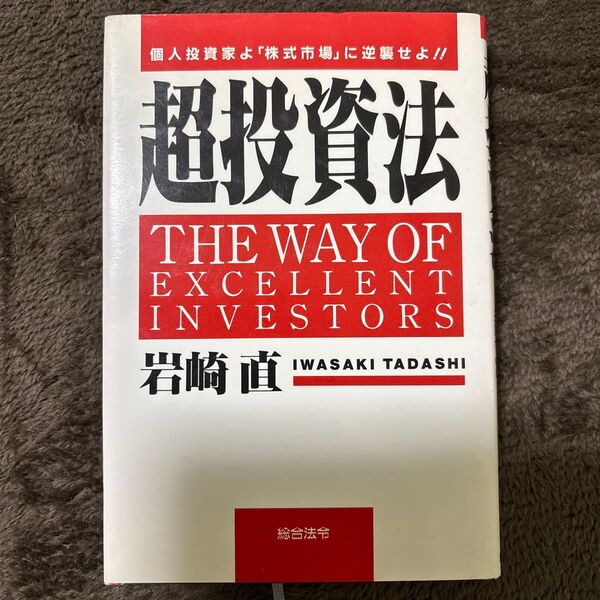 個人投資家よ「株式市場」に逆襲せよ!!
超投資法
THE WAY OF
EXCELLENT
INVESTORS
岩崎 直 IWASAKI TADASHI
総合法令